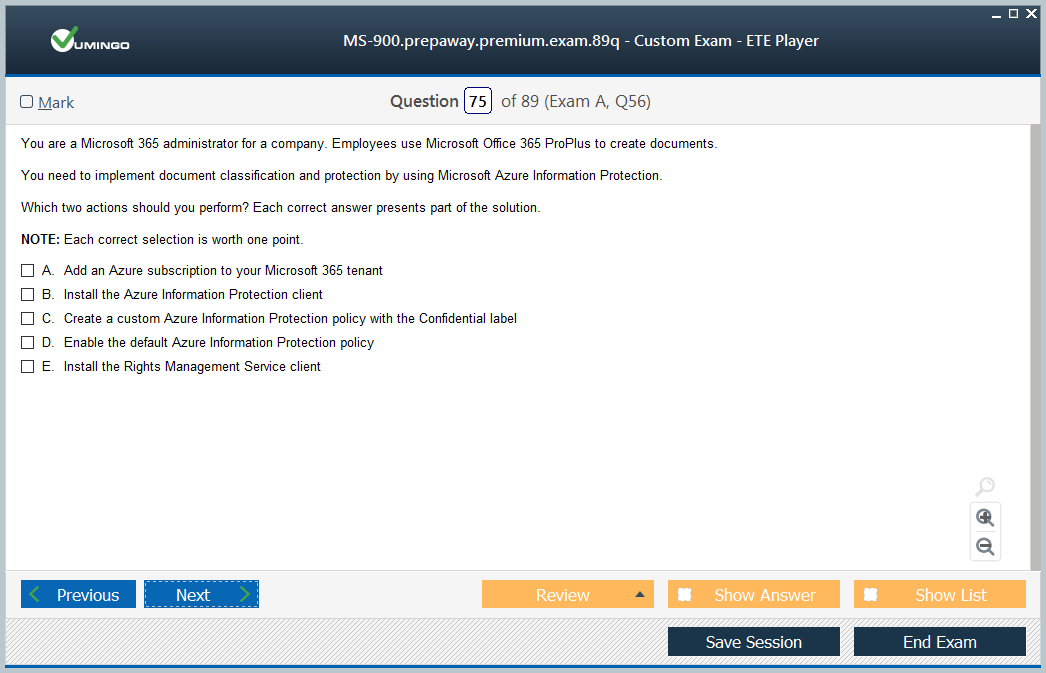 VUMINGO
MS-900.prepaway.premium.exam.89q - Custom Exam - ETE Player
Mark
Question 75 of 89 (Exam A, Q56)
You are a Microsoft 365 administrator for a company. Employees use Microsoft Office 365 ProPlus to create documents.
You need to implement document classification and protection by using Microsoft Azure Information Protection.
Which two actions should you perform? Each correct answer presents part of the solution.
NOTE: Each correct selection is worth one point.
A. Add an Azure subscription to your Microsoft 365 tenant
B. Install the Azure Information Protection client
C. Create a custom Azure Information Protection policy with the Confidential label
D. Enable the default Azure Information Protection policy
E. Install the Rights Management Service client
Previous Next Review Show Answer Show List
Save Session End Exam